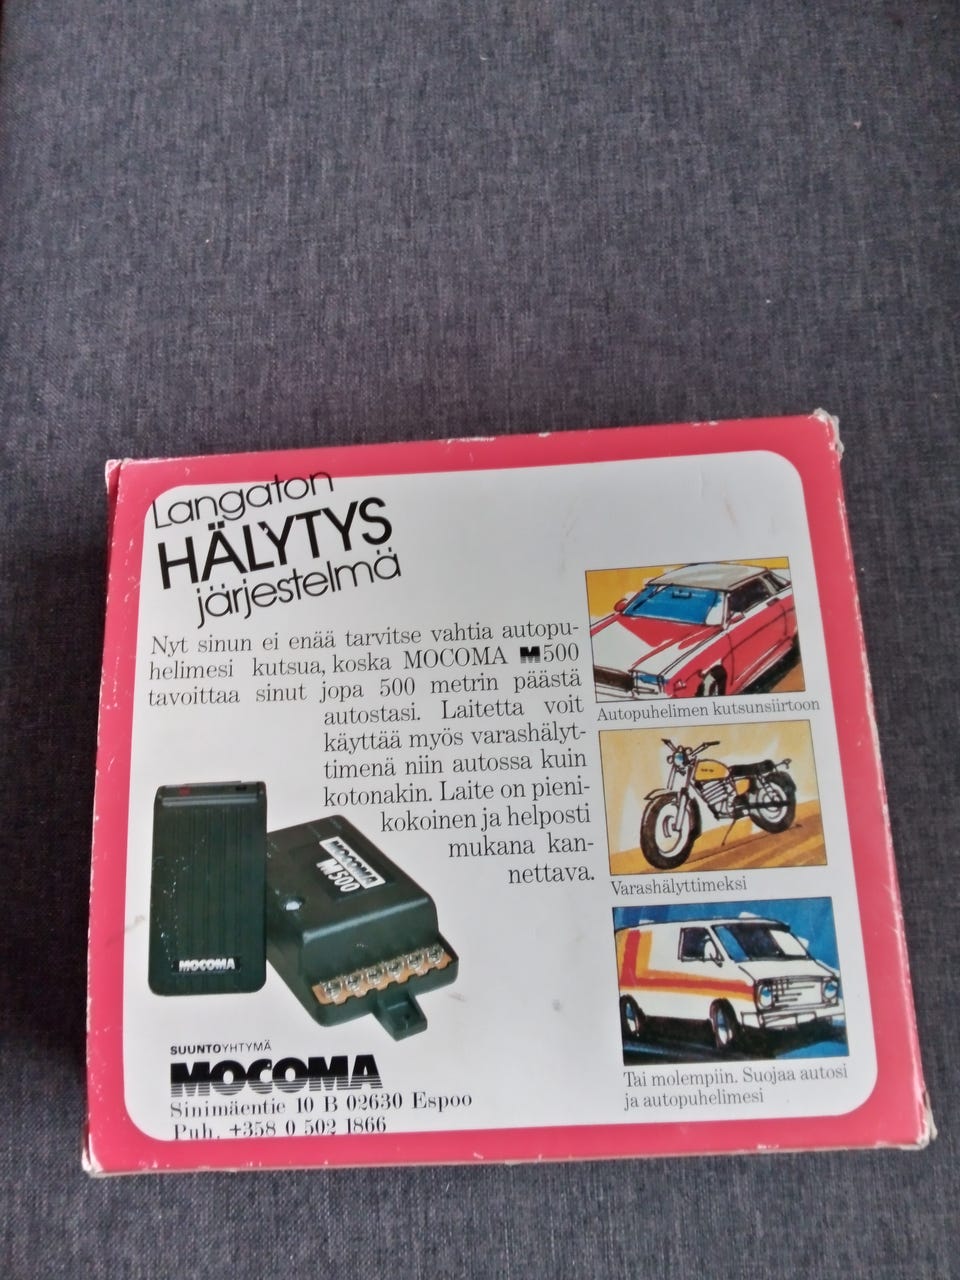 Langaton
HÄLYTYS
järjestelmä
Nyt sinun ei enää tarvitse vahtia autopu-
helimesi kutsua, koska MOCOMA M500
tavoittaa sinut jopa 500 metrin päästä
autostasi. Laitetta voit
käyttää myös varashälyt-
timenä niin autossa kuin
kotonakin. Laite on pieni-
kokoinen ja helposti
mukana kan-
nettava.
MOCOMA
M500
MOCOMA
Autopuhelimen kutsunsiirtoon
Varashälyttimeksi
Tai molempiin. Suojaa autosi
ja autopuhelimesi
SUUNTOYHTYMÄ
MOCOMA
Sinimäentie 10 B 02630 Espoo
Puh. +358 0 502 1866